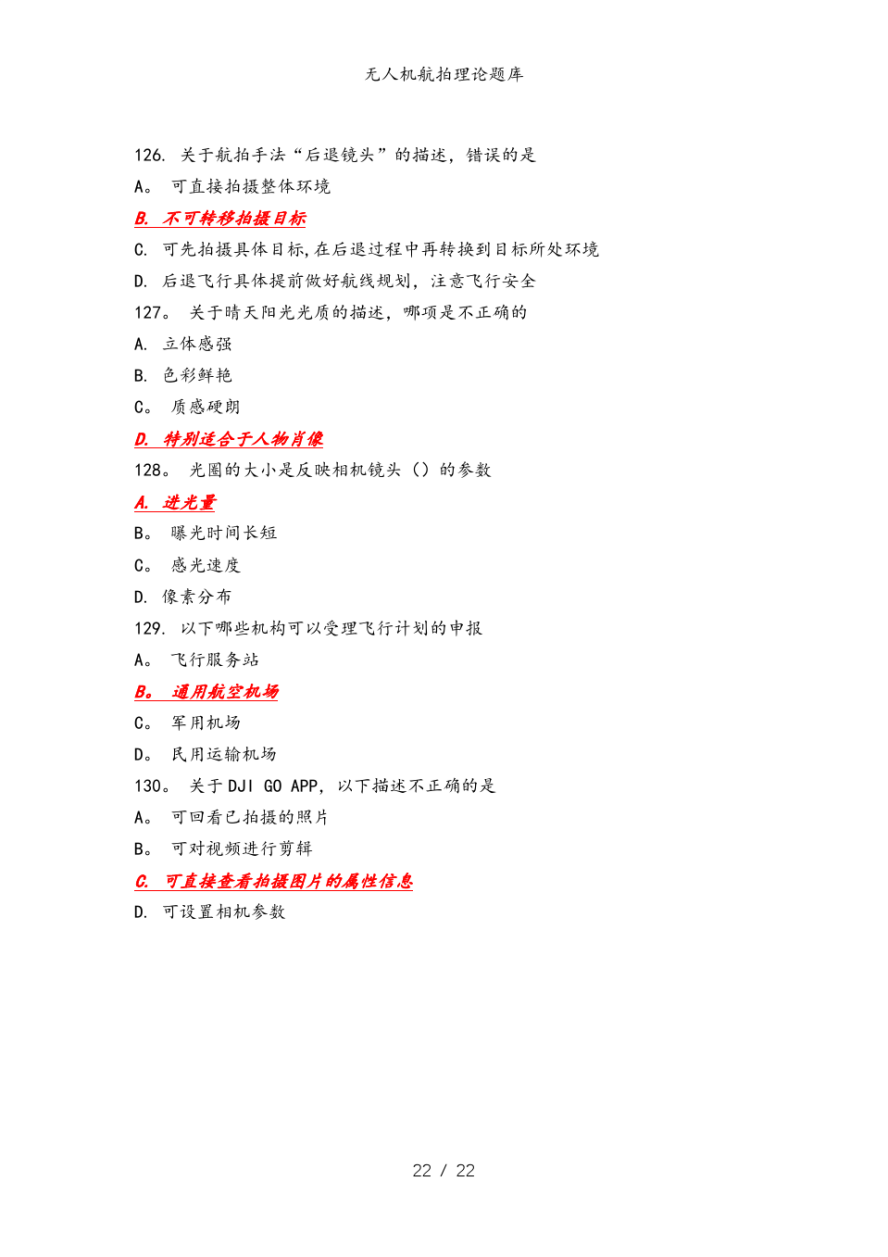 无人机航拍理论题库
126. 关于航拍手法“后退镜头”的描述，错误的是
A。 可直接拍摄整体环境
B. 不可转移拍摄目标
C. 可先拍摄具体目标,在后退过程中再转换到目标所处环境
D. 后退飞行具体提前做好航线规划，注意飞行安全
127。 关于晴天阳光光质的描述，哪项是不正确的
A. 立体感强
B. 色彩鲜艳
C。 质感硬朗
D. 特别适合于人物肖像
128。 光圈的大小是反映相机镜头（）的参数
A. 进光量
B。 曝光时间长短
C。 感光速度
D. 像素分布
129. 以下哪些机构可以受理飞行计划的申报
A。 飞行服务站
B。 通用航空机场
C。 军用机场
D。 民用运输机场
130。 关于 DJI GO APP，以下描述不正确的是
A。 可回看已拍摄的照片
B。 可对视频进行剪辑
C. 可直接查看拍摄图片的属性信息
D. 可设置相机参数
22 / 22